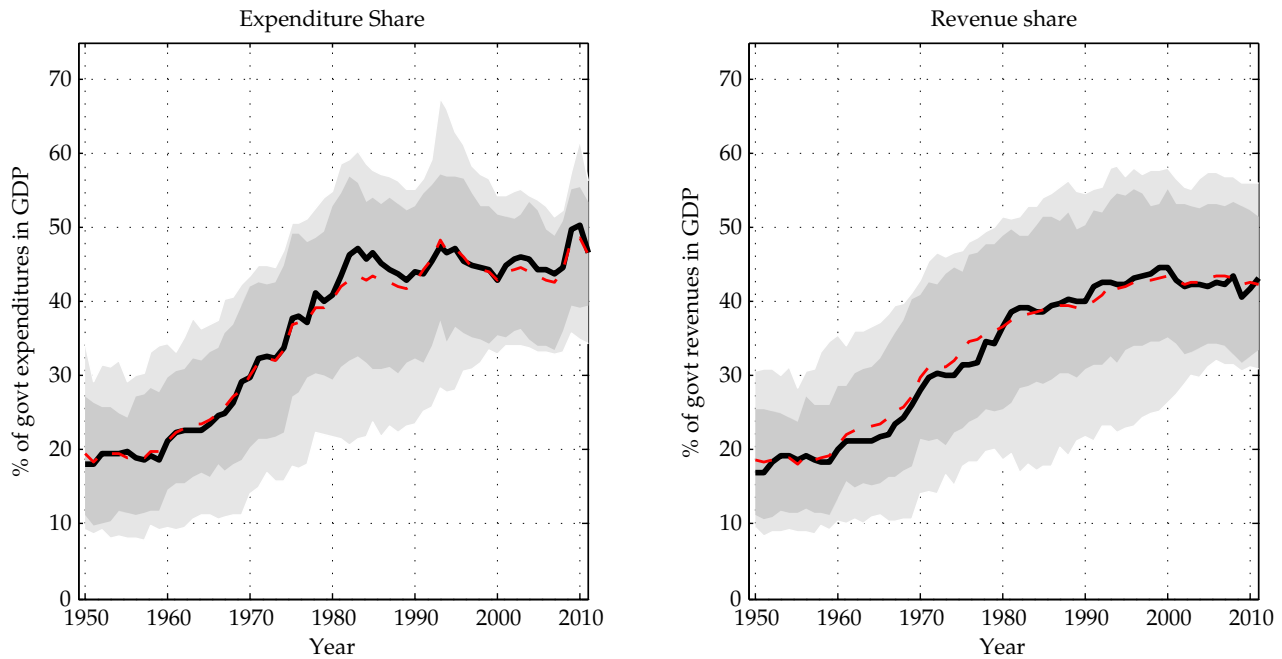 Expenditure Share
% of govt expenditures in GDP
70
60
50
40
30
20
10
0
1950 1960 1970 1980 1990 2000 2010
Year
Revenue share
% of govt revenues in GDP
70
60
50
40
30
20
10
0
1950 1960 1970 1980 1990 2000 2010
Year